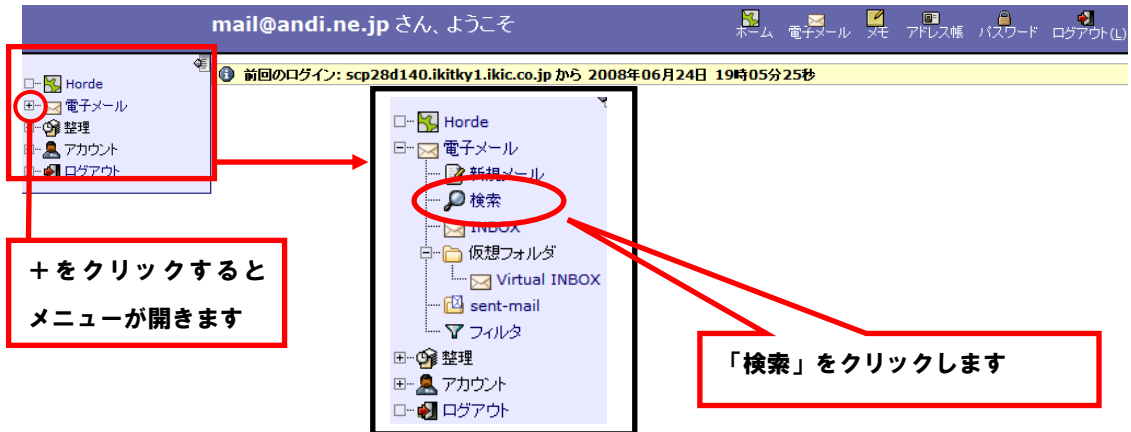 mail@andi.ne.jp さん、ようこそ
ホーム 電子メール メモ アドレス帳 パスワード ログアウト(L)
前回のログイン: scp28d140.ikitky1.ikic.co.jp から 2008年06月24日 19時05分25秒
Horde
電子メール
整理
アカウント
ログアウト
Horde
電子メール
新規メール
検索
INBOX
仮想フォルダ
Virtual INBOX
sent-mail
フィルタ
整理
アカウント
ログアウト
＋をクリックすると
メニューが開きます
「検索」をクリックします